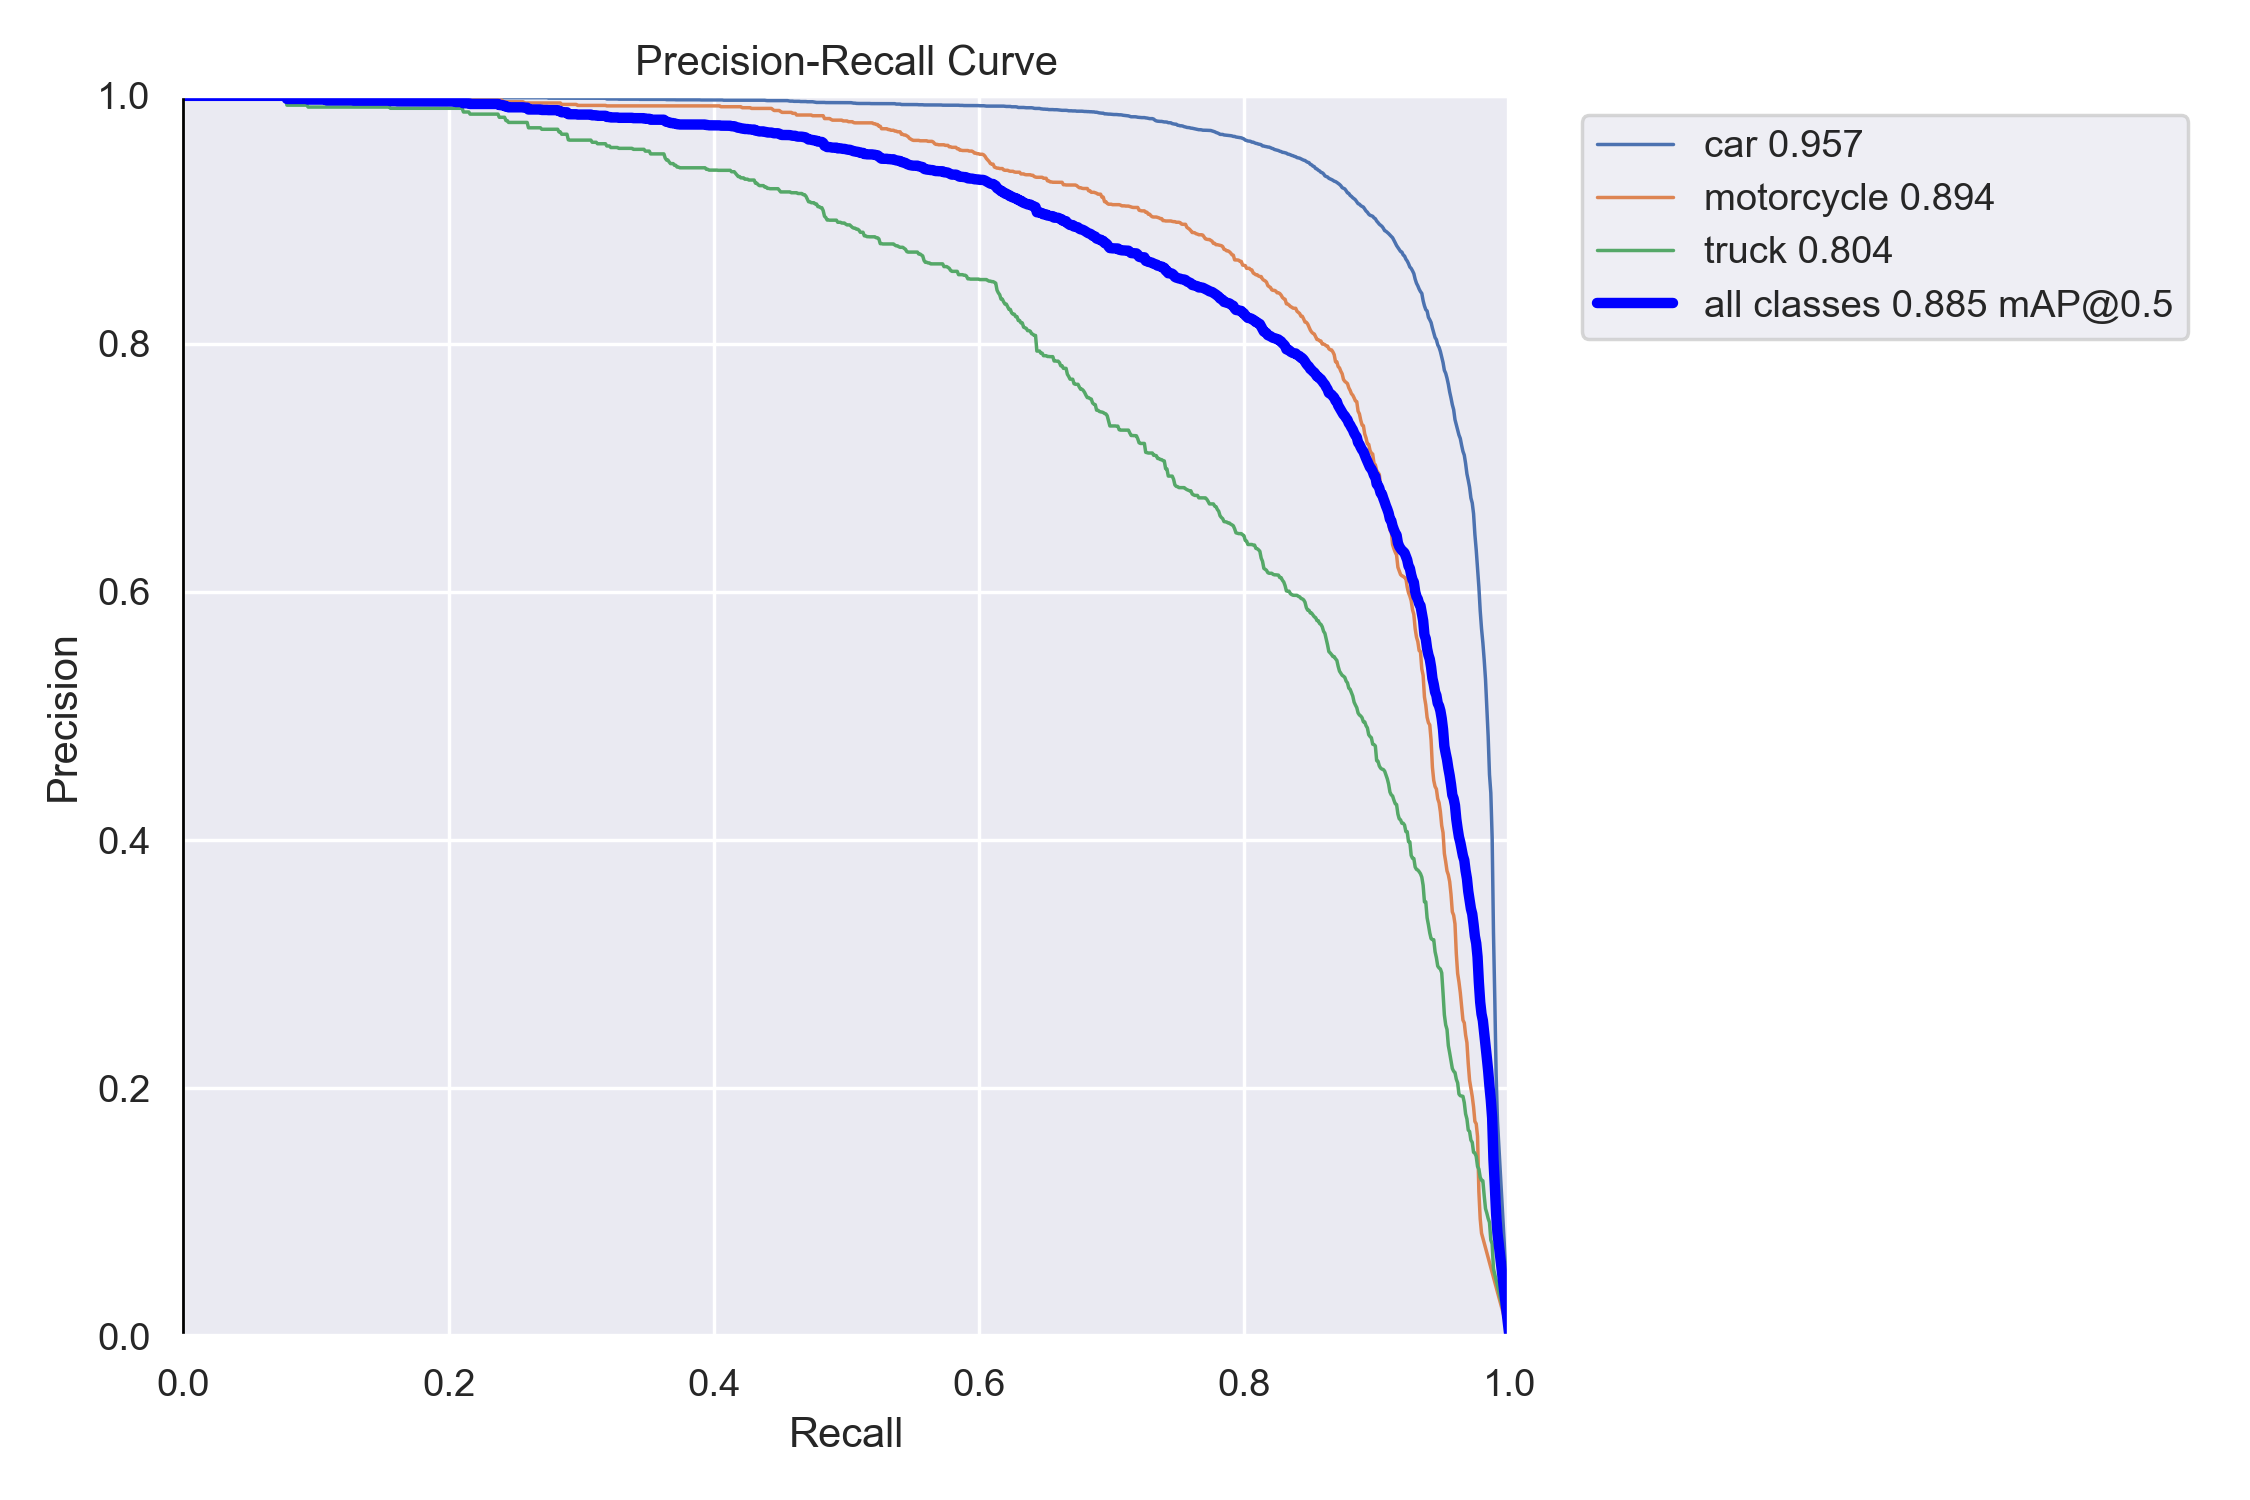 Precision-Recall Curve
1.0
0.8
0.6
0.4
0.2
0.0
Precision
0.0 0.2 0.4 0.6 0.8 1.0
Recall
car 0.957
motorcycle 0.894
truck 0.804
all classes 0.885 mAP@0.5